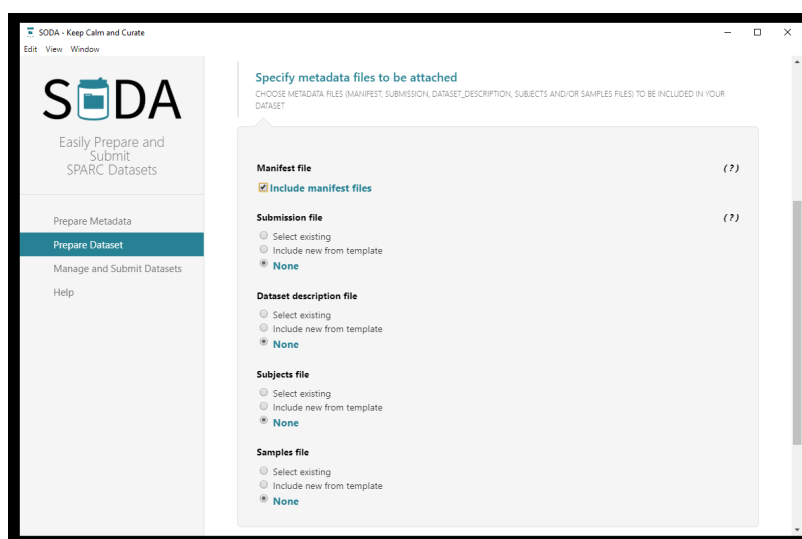 SODA - Keep Calm and Curate
Edit View Window
SODA
Easily Prepare and
Submit
SPARC Datasets
Prepare Metadata
Prepare Dataset
Manage and Submit Datasets
Help
Specify metadata files to be attached
CHOOSE METADATA FILES (MANIFEST, SUBMISSION, DATASET_DESCRIPTION, SUBJECTS AND/OR SAMPLES FILES) TO BE INCLUDED IN YOUR
DATASET
Manifest file (?)
Include manifest files
Submission file (?)
Select existing
Include new from template
None
Dataset description file
Select existing
Include new from template
None
Subjects file
Select existing
Include new from template
None
Samples file
Select existing
Include new from template
None